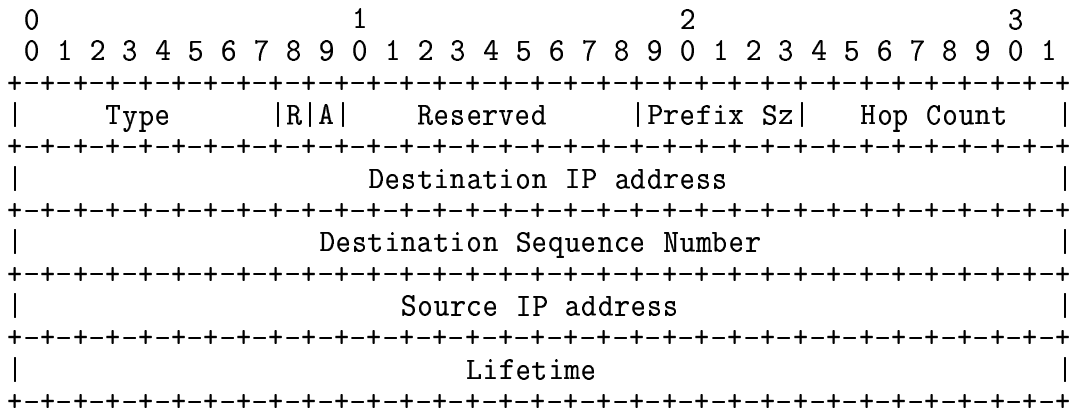 0                   1                   2                   3
 0 1 2 3 4 5 6 7 8 9 0 1 2 3 4 5 6 7 8 9 0 1 2 3 4 5 6 7 8 9 0 1
+-+-+-+-+-+-+-+-+-+-+-+-+-+-+-+-+-+-+-+-+-+-+-+-+-+-+-+-+-+-+-+-+
|     Type      |R|A|    Reserved     |Prefix Sz|   Hop Count   |
+-+-+-+-+-+-+-+-+-+-+-+-+-+-+-+-+-+-+-+-+-+-+-+-+-+-+-+-+-+-+-+-+
|                     Destination IP address                    |
+-+-+-+-+-+-+-+-+-+-+-+-+-+-+-+-+-+-+-+-+-+-+-+-+-+-+-+-+-+-+-+-+
|                  Destination Sequence Number                  |
+-+-+-+-+-+-+-+-+-+-+-+-+-+-+-+-+-+-+-+-+-+-+-+-+-+-+-+-+-+-+-+-+
|                       Source IP address                       |
+-+-+-+-+-+-+-+-+-+-+-+-+-+-+-+-+-+-+-+-+-+-+-+-+-+-+-+-+-+-+-+-+
|                           Lifetime                            |
+-+-+-+-+-+-+-+-+-+-+-+-+-+-+-+-+-+-+-+-+-+-+-+-+-+-+-+-+-+-+-+-+